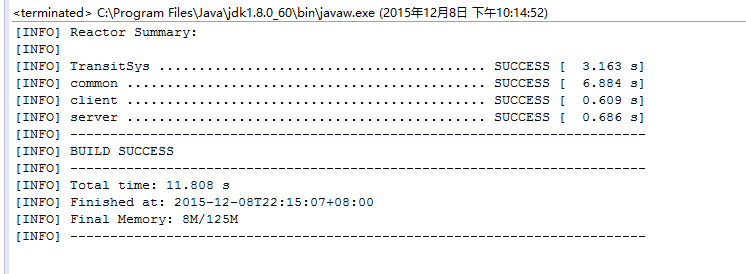 <terminated> C:\Program Files\Java\jdk1.8.0_60\bin\javaw.exe (2015年12月8日 下午10:14:52)
[INFO] Reactor Summary:
[INFO]
[INFO] TransitSys ......................................... SUCCESS [  3.163 s]
[INFO] common ............................................. SUCCESS [  6.884 s]
[INFO] client ............................................. SUCCESS [  0.609 s]
[INFO] server ............................................. SUCCESS [  0.686 s]
[INFO] ------------------------------------------------------------------------
[INFO] BUILD SUCCESS
[INFO] ------------------------------------------------------------------------
[INFO] Total time: 11.808 s
[INFO] Finished at: 2015-12-08T22:15:07+08:00
[INFO] Final Memory: 8M/125M
[INFO] ------------------------------------------------------------------------